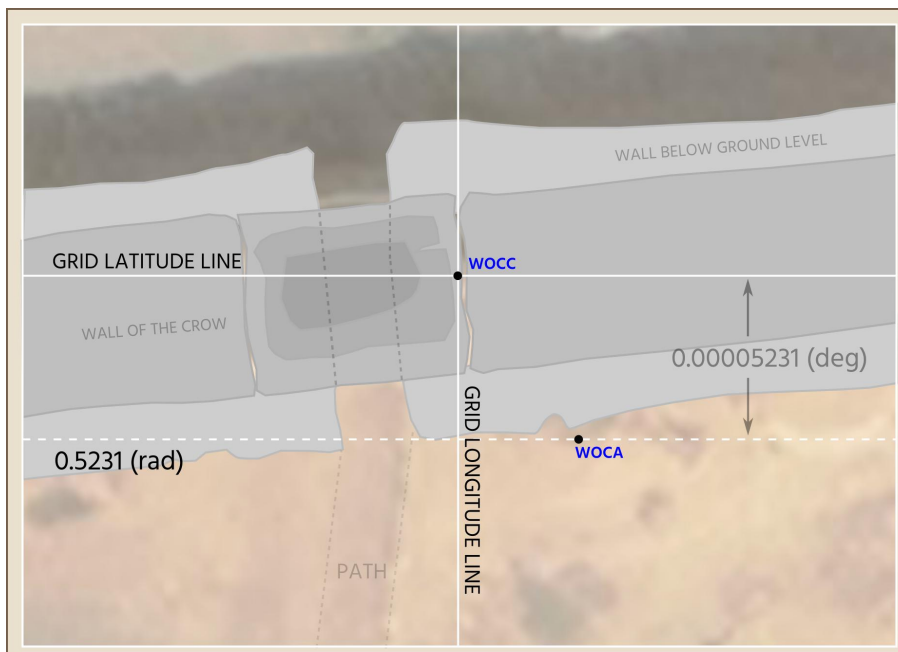 WALL BELOW GROUND LEVEL
GRID LATITUDE LINE
WOCC
WALL OF THE CROW
0.00005231 (deg)
GRID LONGITUDE LINE
WOCA
0.5231 (rad)
PATH